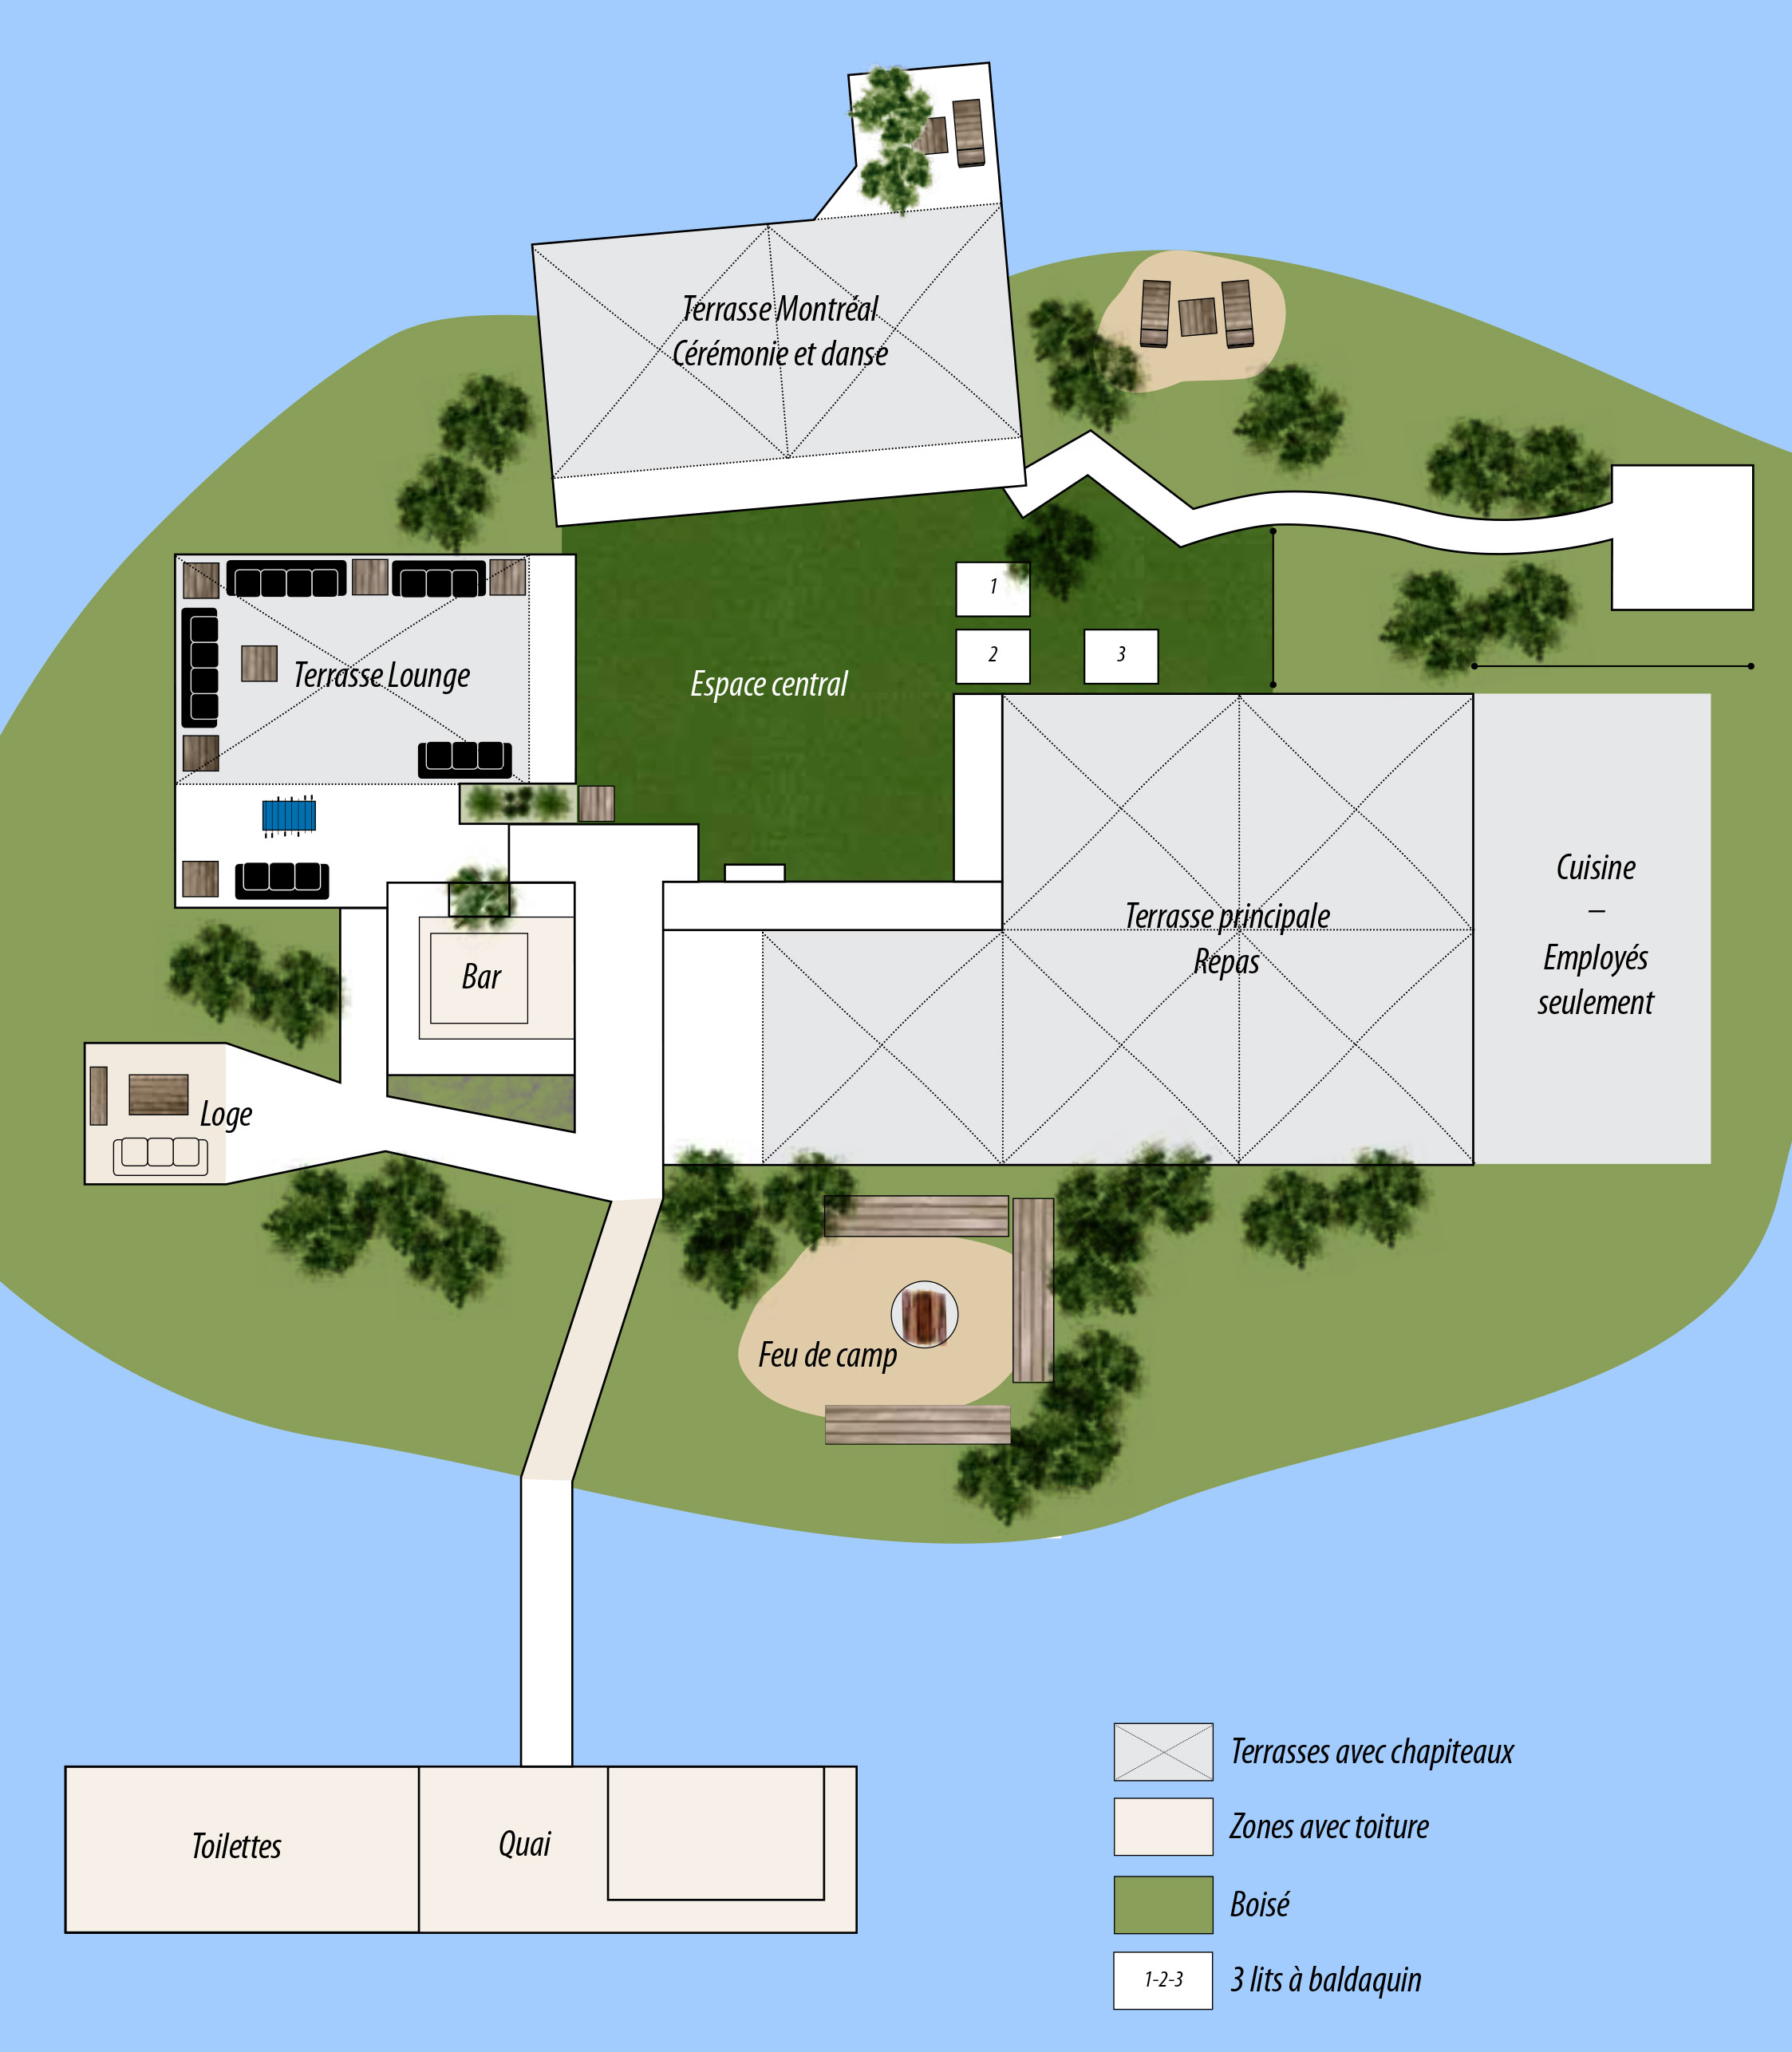 Terrasse Montréal
Cérémonie et danse
1
2
3
Terrasse Lounge
Espace central
Cuisine
–
Employés
seulement
Terrasse principale
Repas
Bar
Loge
Feu de camp
Toilettes
Quai
Terrasses avec chapiteaux
Zones avec toiture
Boisé
1-2-3
3 lits à baldaquin